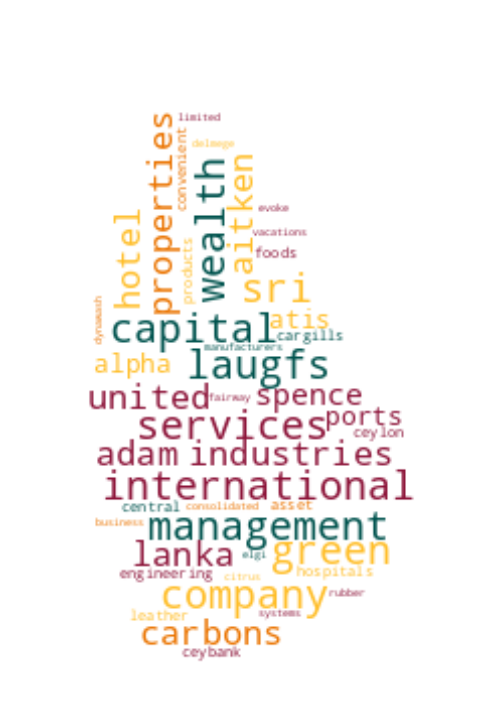 limited
properties
convenient
delmege
wealth
aitken
hotel
products
evoke
vacations
foods
sri
dynawash
capital
atis
cargills
manufacturers
alpha
laugfs
united
fairway
spence
services
ports
ceylon
adam
industries
international
central
consolidated
asset
business
management
lanka
elgi
green
engineering
citrus
hospitals
company
rubber
leather
systems
carbons
ceybank